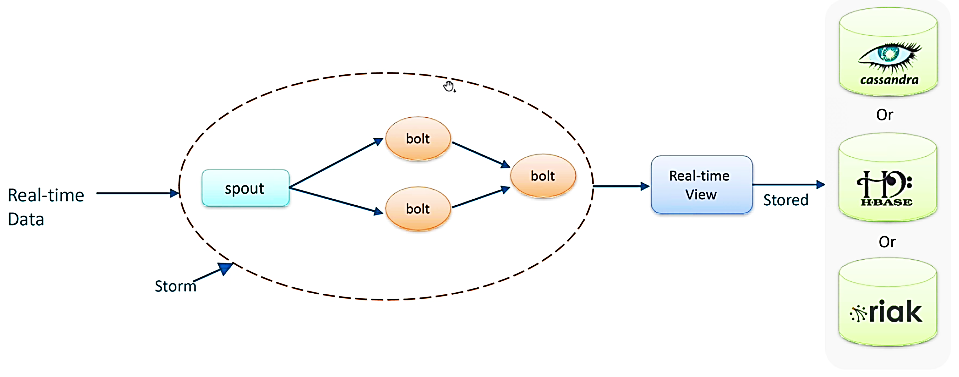 Real-time
Data
Storm
spout
bolt
bolt
bolt
Real-time
View
Stored
cassandra
Or
HBASE
Or
riak